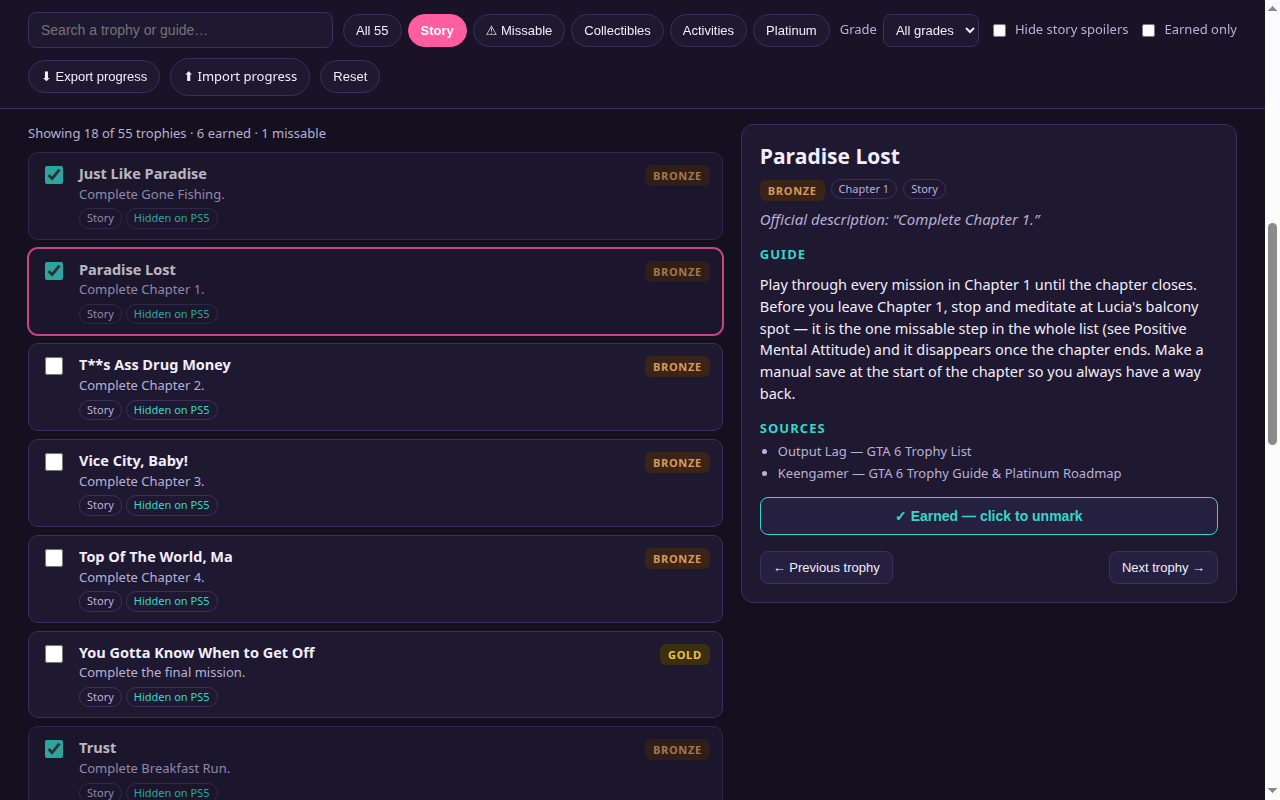 Search a trophy or guide…
All 55
Story
⚠ Missable
Collectibles
Activities
Platinum
Grade
All grades
Hide story spoilers
Earned only
⬇ Export progress
⬆ Import progress
Reset
Showing 18 of 55 trophies · 6 earned · 1 missable
Just Like Paradise
BRONZE
Complete Gone Fishing.
Story
Hidden on PS5
Paradise Lost
BRONZE
Complete Chapter 1.
Story
Hidden on PS5
T**s Ass Drug Money
BRONZE
Complete Chapter 2.
Story
Hidden on PS5
Vice City, Baby!
BRONZE
Complete Chapter 3.
Story
Hidden on PS5
Top Of The World, Ma
BRONZE
Complete Chapter 4.
Story
Hidden on PS5
You Gotta Know When to Get Off
GOLD
Complete the final mission.
Story
Hidden on PS5
Trust
BRONZE
Complete Breakfast Run.
Story
Hidden on PS5
Paradise Lost
BRONZE
Chapter 1
Story
Official description: “Complete Chapter 1.”
GUIDE
Play through every mission in Chapter 1 until the chapter closes.
Before you leave Chapter 1, stop and meditate at Lucia's balcony
spot — it is the one missable step in the whole list (see Positive
Mental Attitude) and it disappears once the chapter ends. Make a
manual save at the start of the chapter so you always have a way
back.
SOURCES
Output Lag — GTA 6 Trophy List
Keengamer — GTA 6 Trophy Guide & Platinum Roadmap
✓ Earned — click to unmark
← Previous trophy
Next trophy →